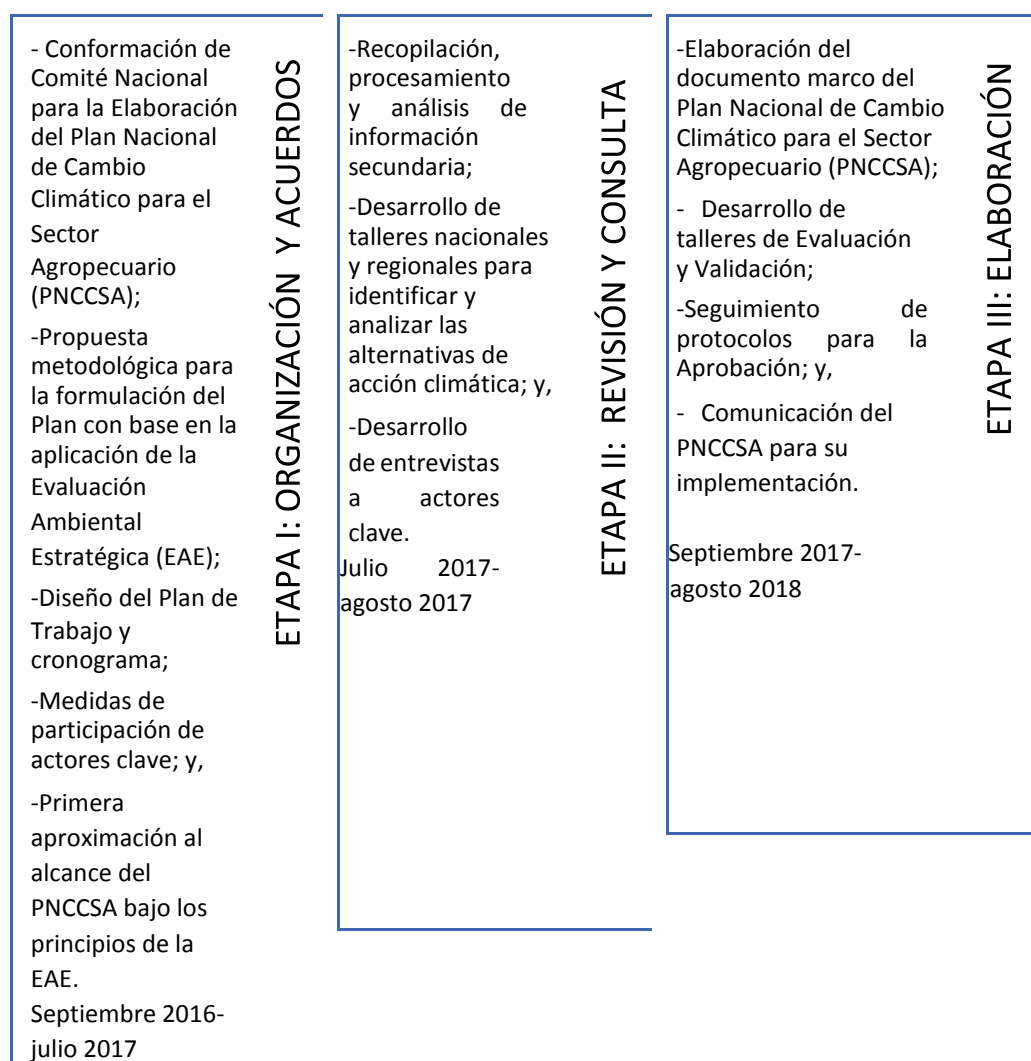 - Conformación de
Comité Nacional
para la Elaboración
del Plan Nacional
de Cambio
Climático para el
Sector
Agropecuario
(PNCCSA);
-Propuesta
metodológica para
la formulación del
Plan con base en la
aplicación de la
Evaluación
Ambiental
Estratégica (EAE);
-Diseño del Plan de
Trabajo y
cronograma;
-Medidas de
participación de
actores clave; y,
-Primera
aproximación al
alcance del
PNCCSA bajo los
principios de la
EAE.
Septiembre 2016-
julio 2017
ETAPA I: ORGANIZACIÓN Y ACUERDOS
-Recopilación,
procesamiento
y análisis de
información
secundaria;
-Desarrollo de
talleres nacionales
y regionales para
identificar y
analizar las
alternativas de
acción climática; y,
-Desarrollo
de entrevistas
a actores
clave.
Julio 2017-
agosto 2017
ETAPA II: REVISIÓN Y CONSULTA
-Elaboración del
documento marco del
Plan Nacional de Cambio
Climático para el Sector
Agropecuario (PNCCSA);
- Desarrollo de
talleres de Evaluación
y Validación;
-Seguimiento de
protocolos para la
Aprobación; y,
- Comunicación del
PNCCSA para su
implementación.
Septiembre 2017-
agosto 2018
ETAPA III: ELABORACIÓN